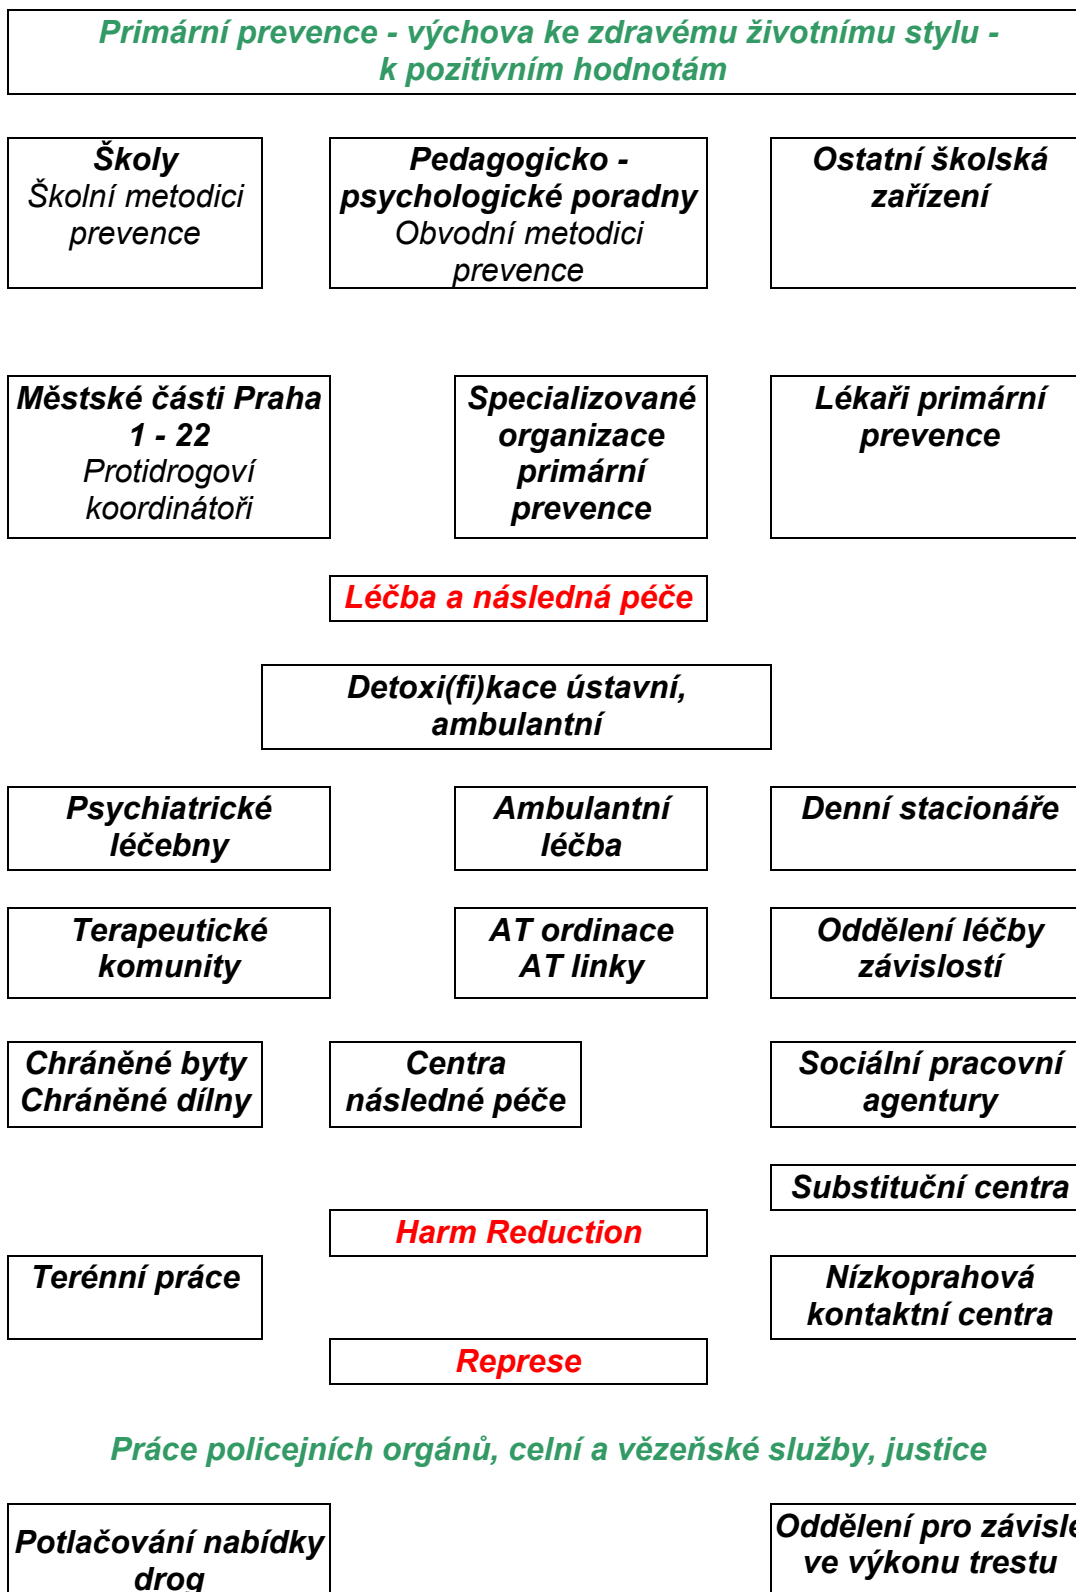 Primární prevence - výchova ke zdravému životnímu stylu -
k pozitivním hodnotám
Školy
Školní metodici
prevence
Pedagogicko -
psychologické poradny
Obvodní metodici
prevence
Ostatní školská
zařízení
Městské části Praha
1 - 22
Protidrogoví
koordinátoři
Specializované
organizace
primární
prevence
Lékaři primární
prevence
Léčba a následná péče
Detoxi(fi)kace ústavní,
ambulantní
Psychiatrické
léčebny
Ambulantní
léčba
Denní stacionáře
Terapeutické
komunity
AT ordinace
AT linky
Oddělení léčby
závislostí
Chráněné byty
Chráněné dílny
Centra
následné péče
Sociální pracovní
agentury
Substituční centra
Harm Reduction
Terénní práce
Nízkoprahová
kontaktní centra
Represe
Práce policejních orgánů, celní a vězeňské služby, justice
Potlačování nabídky
drog
Oddělení pro závislé
ve výkonu trestu